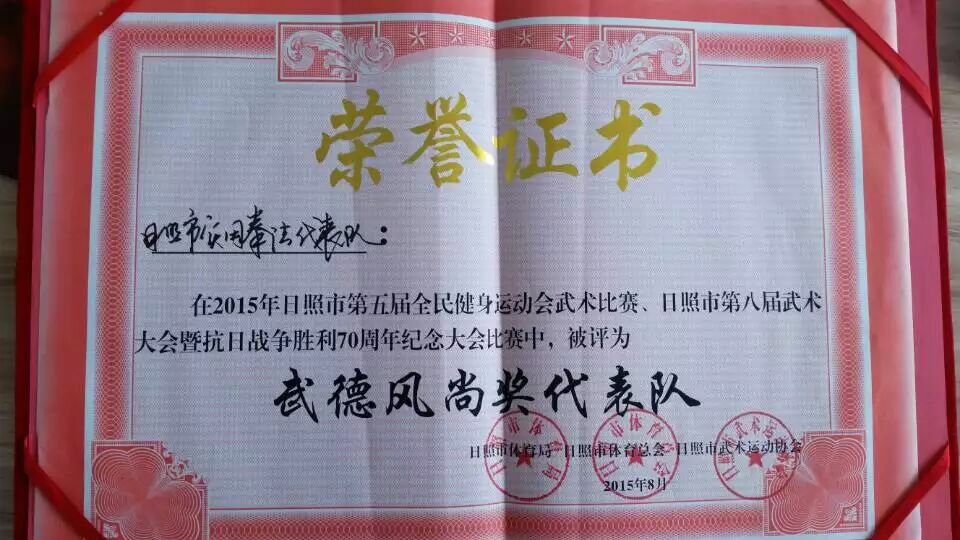 荣誉证书
日照市实用拳法代表队：
在2015年日照市第五届全民健身运动会武术比赛、日照市第八届武术
大会暨抗日战争胜利70周年纪念大会比赛中，被评为
武德风尚奖代表队
日照市体育局 日照市体育总会 日照市武术运动协会
2015年8月